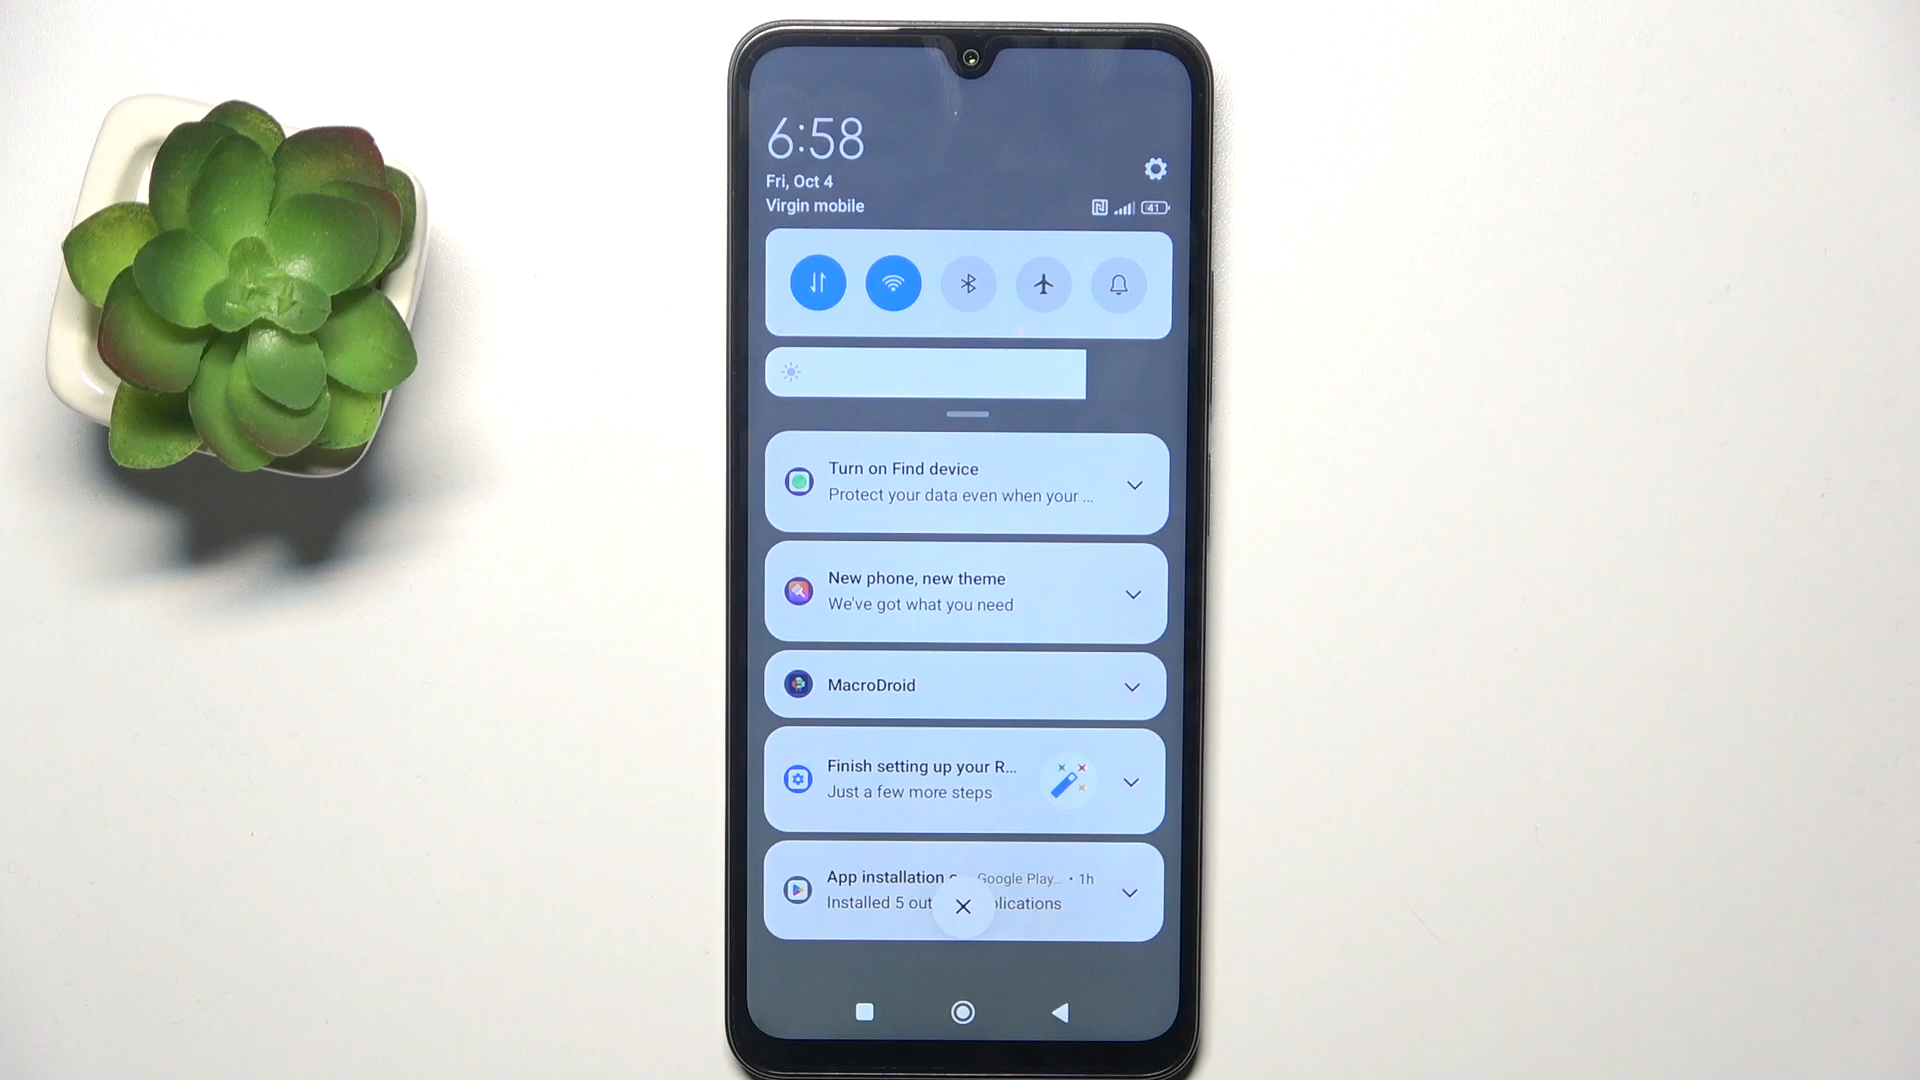 6:58
Fri, Oct 4
Virgin mobile
41
Turn on Find device
Protect your data even when your ...
New phone, new theme
We've got what you need
MacroDroid
Finish setting up your R...
Just a few more steps
App installation Google Play... • 1h
Installed 5 out